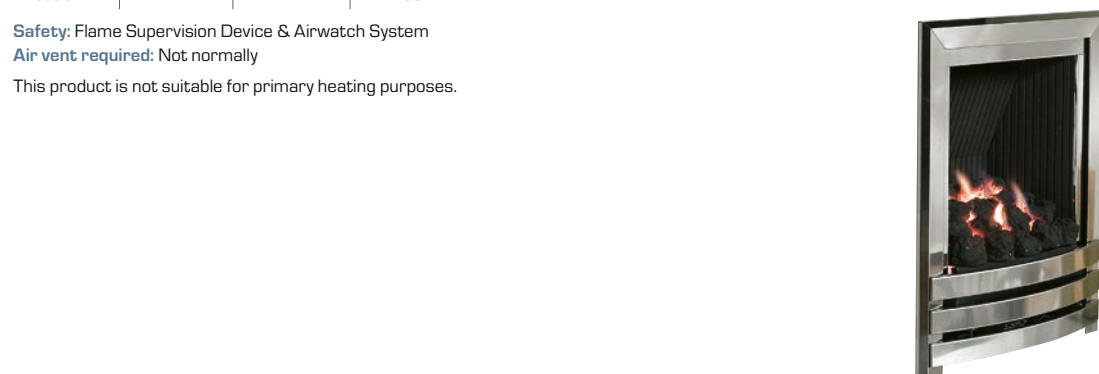 Safety: Flame Supervision Device & Airwatch System
Air vent required: Not normally
This product is not suitable for primary heating purposes.